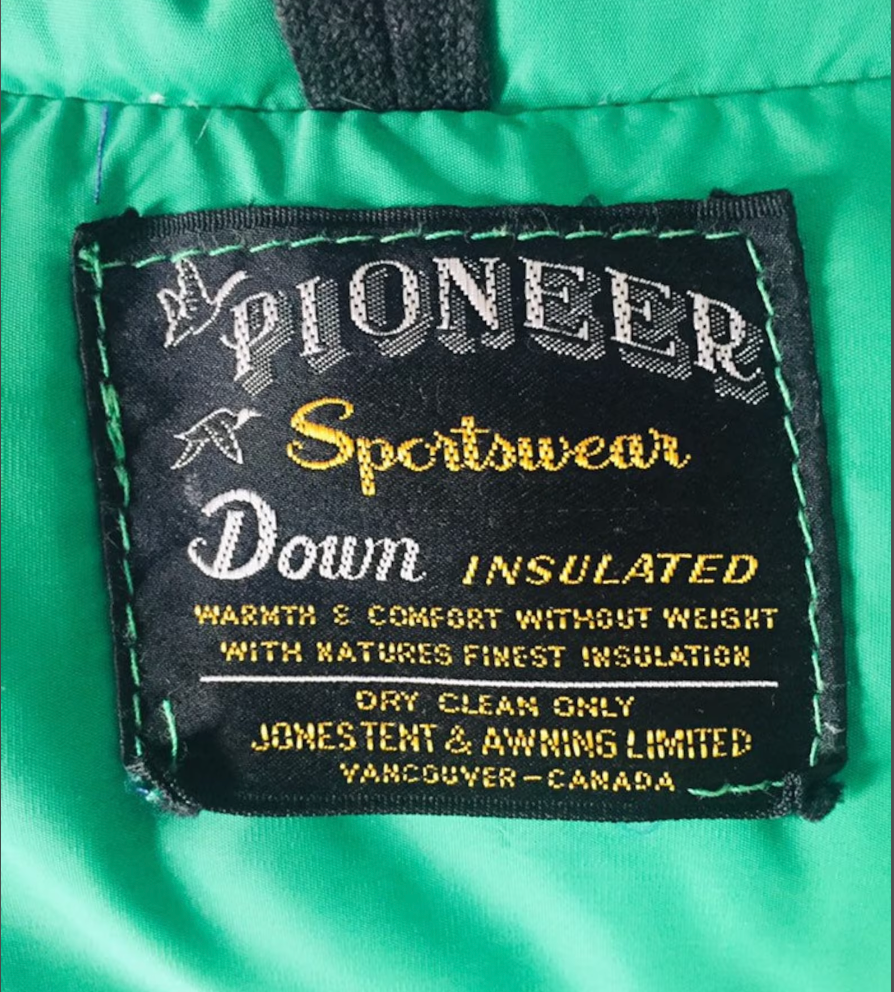 PIONEER
Sportswear
Down INSULATED
WARMTH & COMFORT WITHOUT WEIGHT
WITH NATURES FINEST INSULATION
DRY CLEAN ONLY
JONES TENT & AWNING LIMITED
VANCOUVER-CANADA